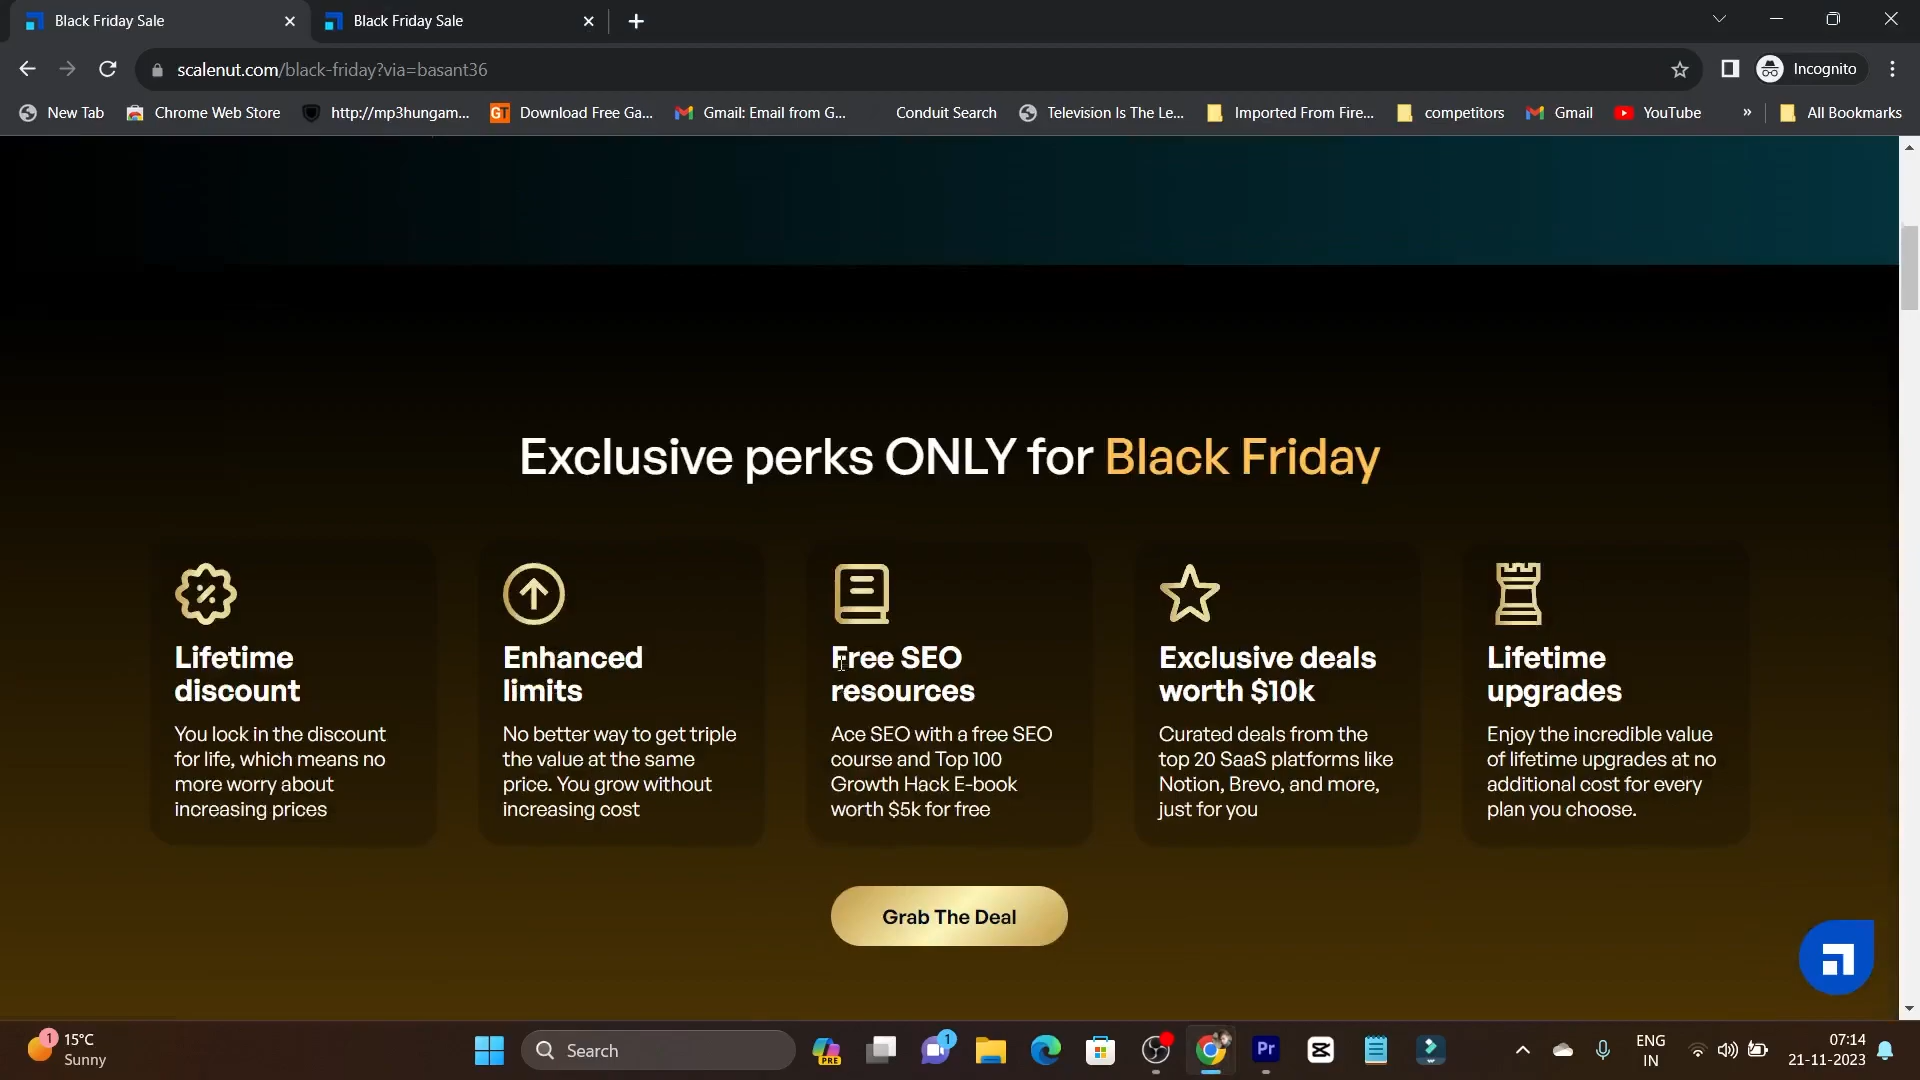 Black Friday Sale
Black Friday Sale
scalenut.com/black-friday?via=basant36
Incognito
New Tab
Chrome Web Store
http://mp3hungam...
GT
Download Free Ga...
Gmail: Email from G...
Conduit Search
Television Is The Le...
Imported From Fire...
competitors
Gmail
YouTube
»
All Bookmarks
Exclusive perks ONLY for Black Friday
Lifetime
discount
You lock in the discount
for life, which means no
more worry about
increasing prices
Enhanced
limits
No better way to get triple
the value at the same
price. You grow without
increasing cost
Free SEO
resources
Ace SEO with a free SEO
course and Top 100
Growth Hack E-book
worth $5k for free
Exclusive deals
worth $10k
Curated deals from the
top 20 SaaS platforms like
Notion, Brevo, and more,
just for you
Lifetime
upgrades
Enjoy the incredible value
of lifetime upgrades at no
additional cost for every
plan you choose.
Grab The Deal
1
15°C
Sunny
Search
PRE
1
Pr
ENG
IN
07:14
21-11-2023